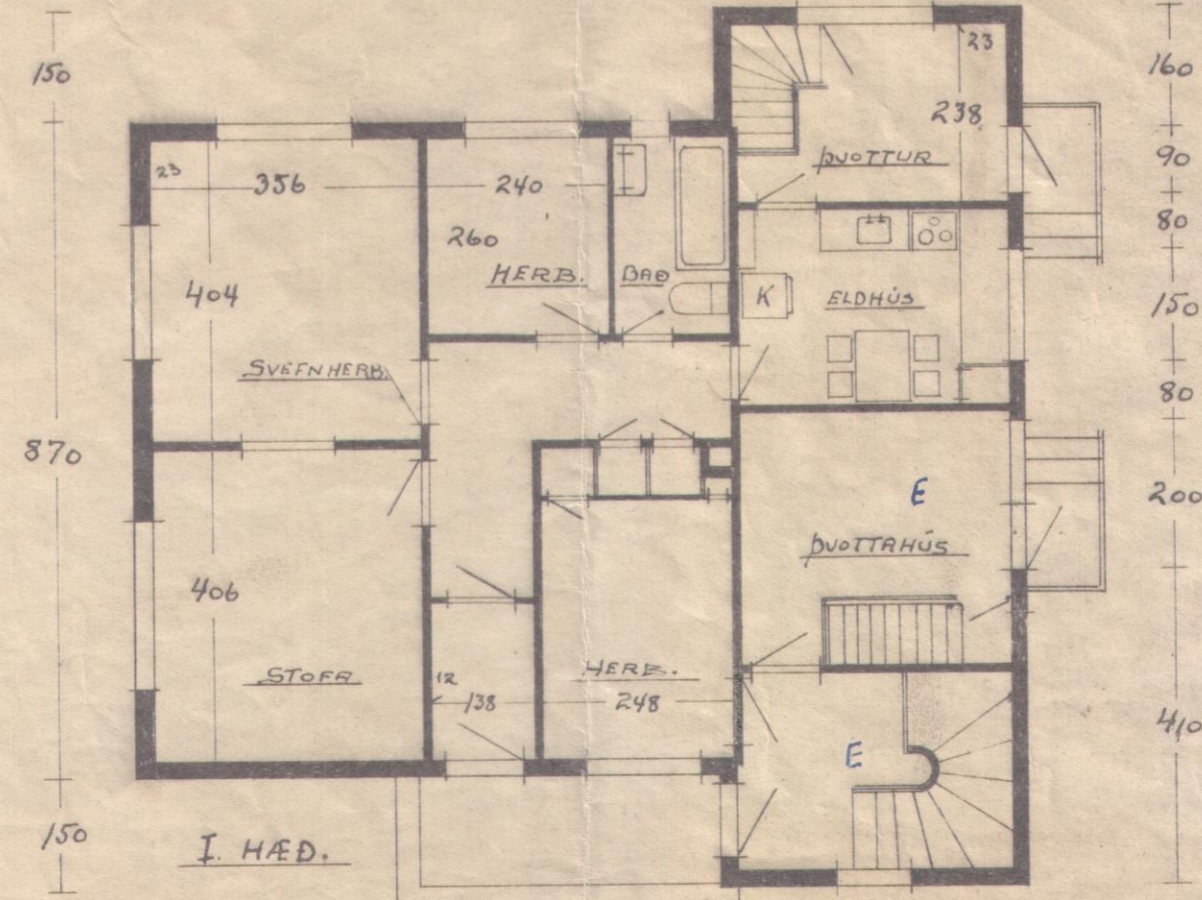 150
23
160
238
90
ÞVOTTUR
23
356
240
80
260
HERB.
BAÐ
404
K
ELDHÚS
150
SVEFNHERB.
80
870
E
200
ÞVOTTAHÚS
406
STOFA
HERB.
12
138
248
410
E
150
I. HÆÐ.